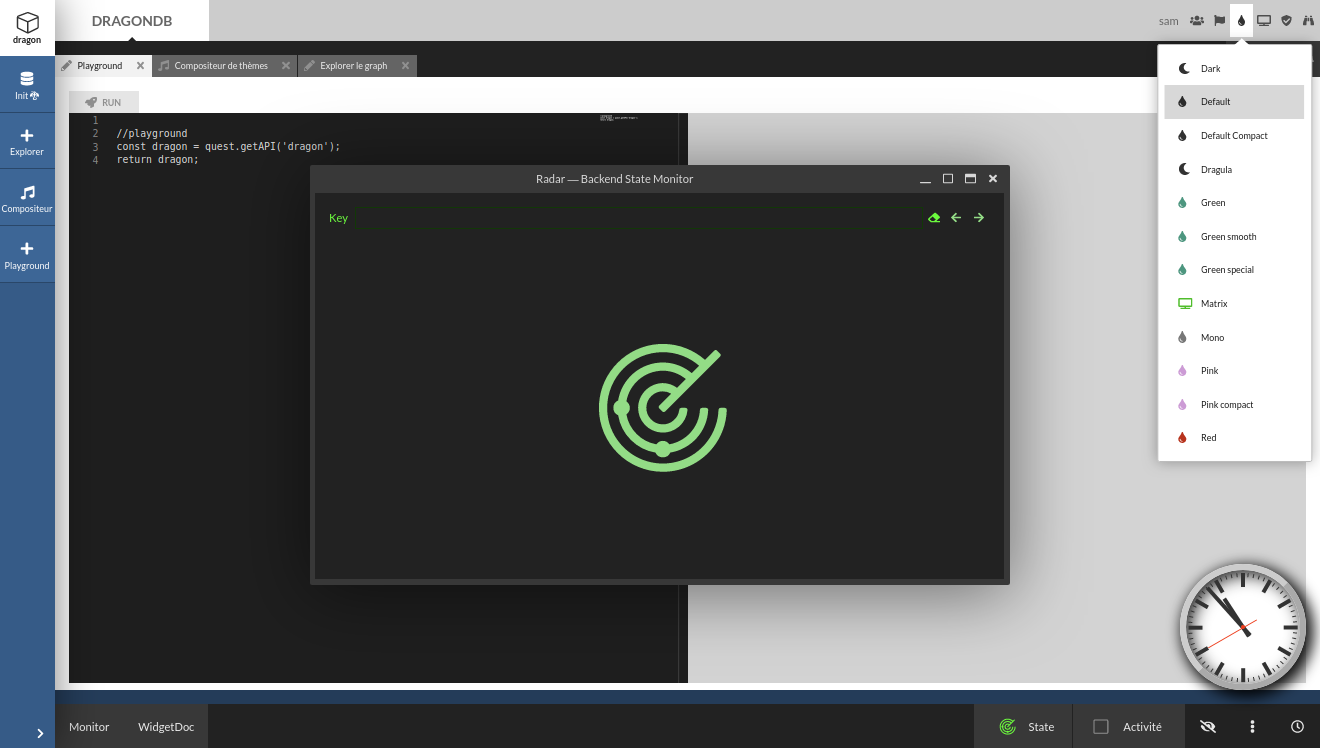 dragon
DRAGONDB
sam
Init
Explorer
Compositeur
Playground
Playground
Compositeur de thèmes
Explorer le graph
RUN
1
2 //playground
3 const dragon = quest.getAPI('dragon');
4 return dragon;
Radar — Backend State Monitor
Key
Dark
Default
Default Compact
Dragula
Green
Green smooth
Green special
Matrix
Mono
Pink
Pink compact
Red
Monitor
WidgetDoc
State
Activité